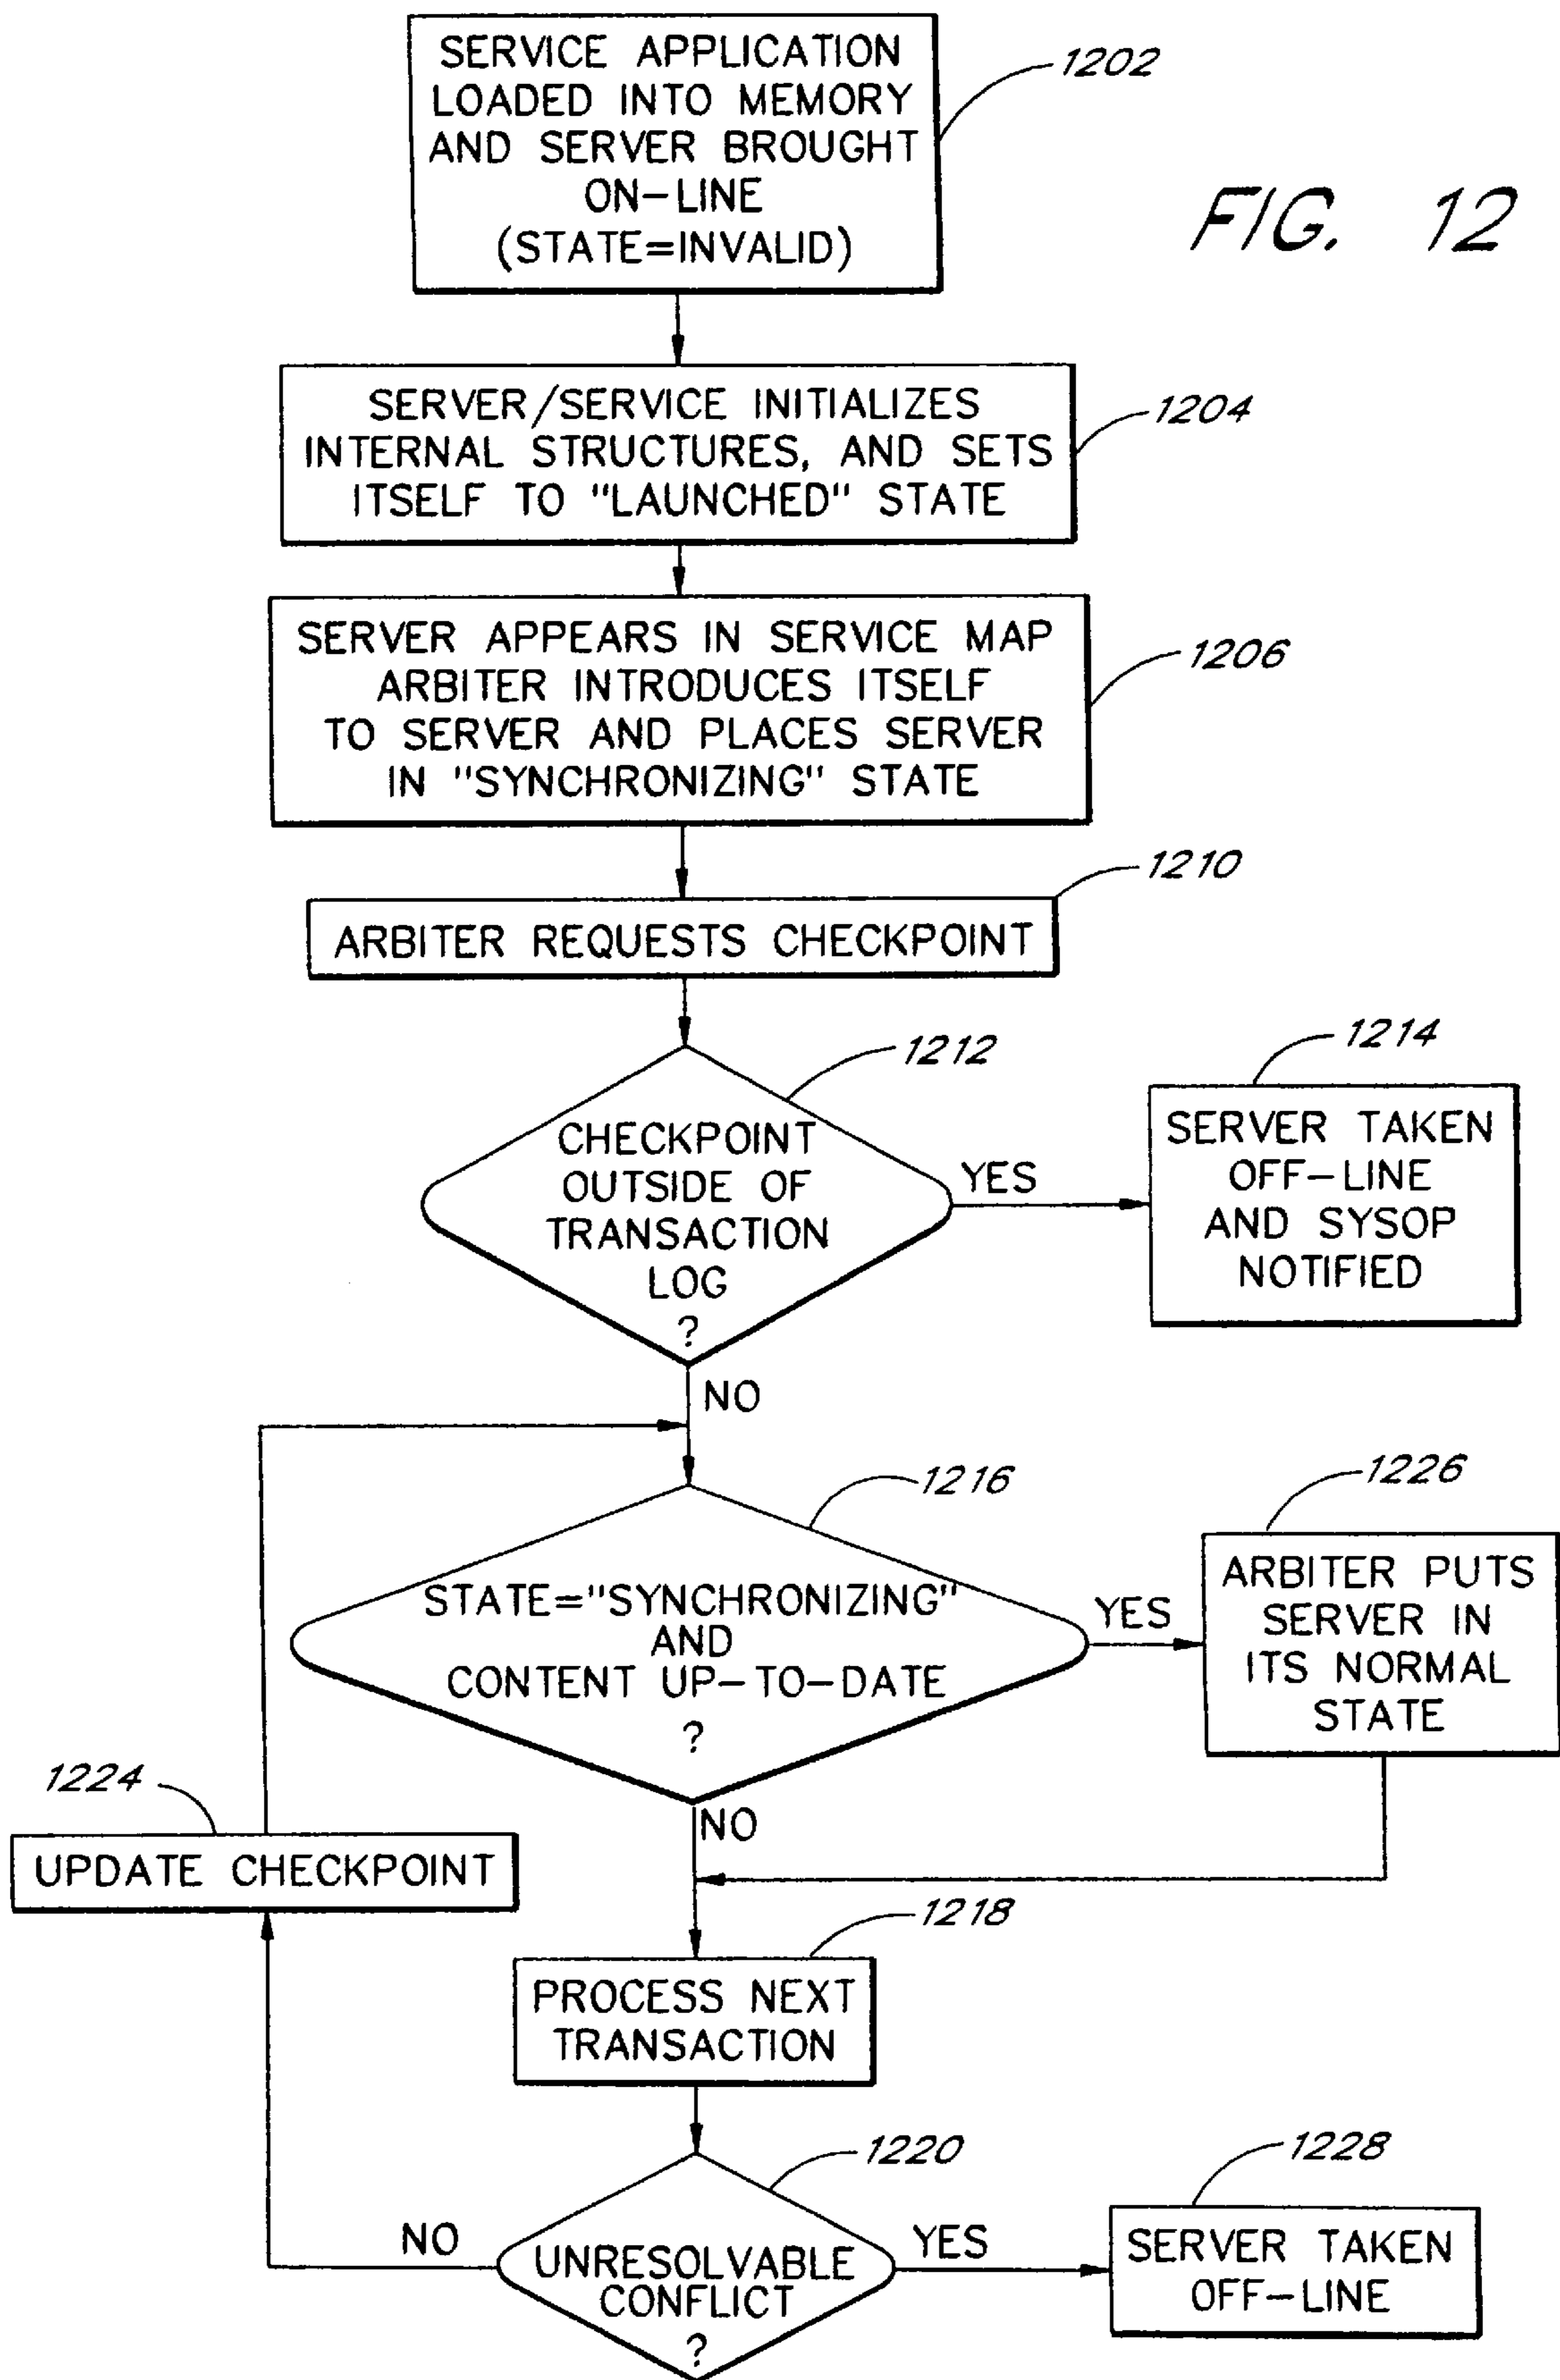 SERVICE APPLICATION
LOADED INTO MEMORY
AND SERVER BROUGHT
ON-LINE
(STATE=INVALID)
1202
FIG. 12
SERVER/SERVICE INITIALIZES
INTERNAL STRUCTURES, AND SETS
ITSELF TO "LAUNCHED" STATE
1204
SERVER APPEARS IN SERVICE MAP
ARBITER INTRODUCES ITSELF
TO SERVER AND PLACES SERVER
IN "SYNCHRONIZING" STATE
1206
1210
ARBITER REQUESTS CHECKPOINT
1212
CHECKPOINT
OUTSIDE OF
TRANSACTION
LOG
?
YES
1214
SERVER TAKEN
OFF-LINE
AND SYSOP
NOTIFIED
NO
1216
STATE="SYNCHRONIZING"
AND
CONTENT UP-TO-DATE
?
YES
1226
ARBITER PUTS
SERVER IN
ITS NORMAL
STATE
NO
1224
UPDATE CHECKPOINT
1218
PROCESS NEXT
TRANSACTION
1220
UNRESOLVABLE
CONFLICT
?
NO
YES
1228
SERVER TAKEN
OFF-LINE